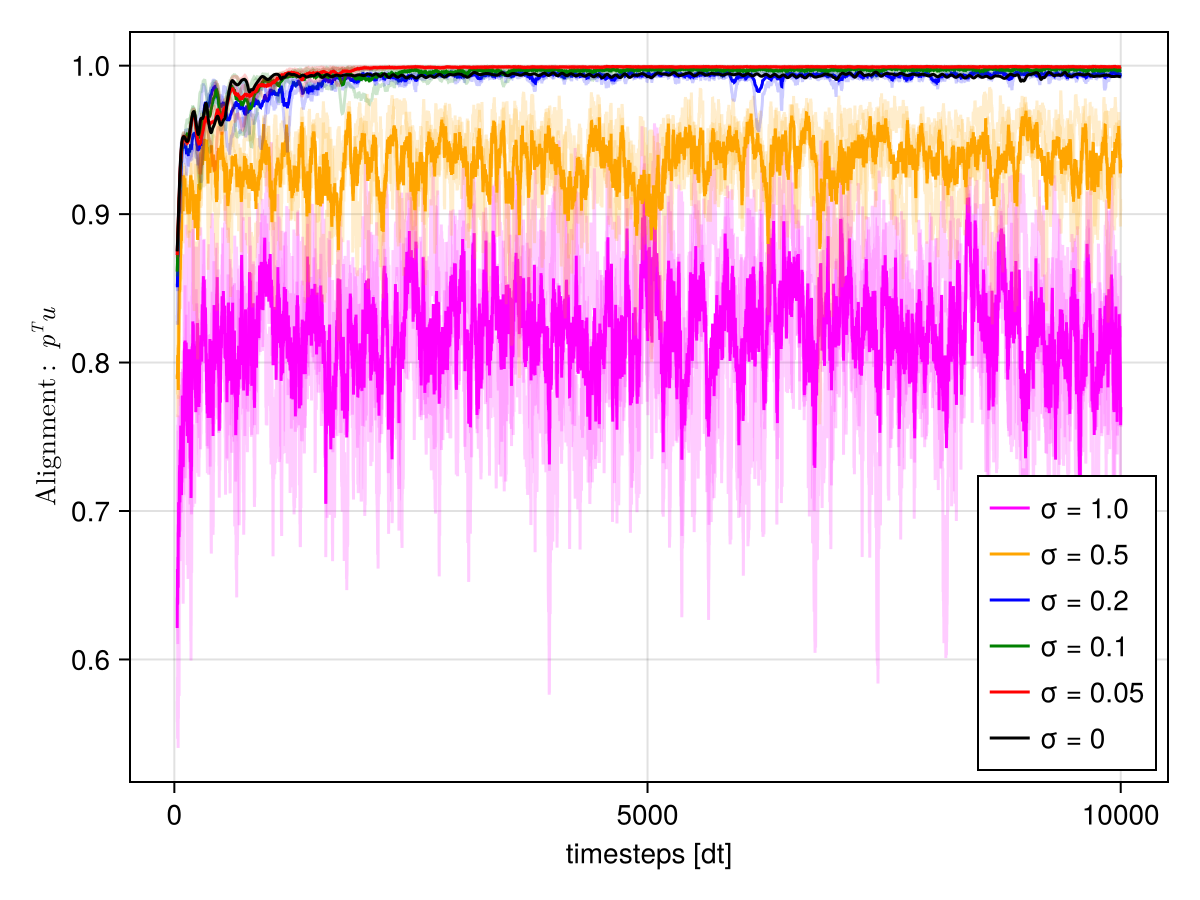 1.0
0.9
0.8
0.7
0.6
Alignment: p^T u
0
5000
10000
timesteps [dt]
σ = 1.0
σ = 0.5
σ = 0.2
σ = 0.1
σ = 0.05
σ = 0